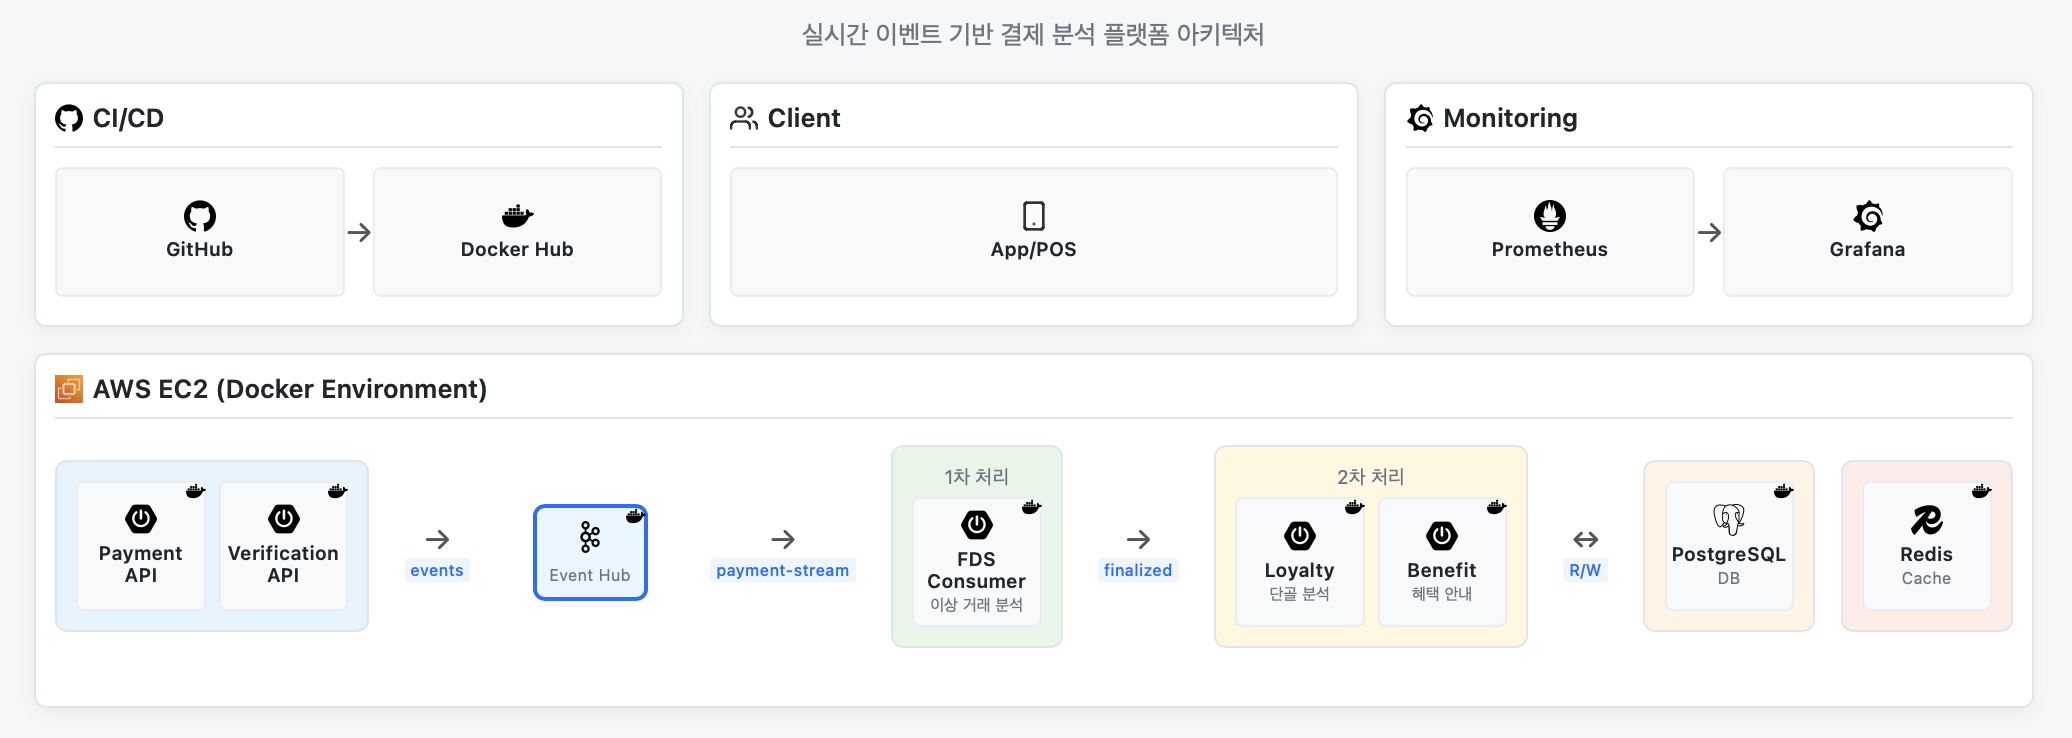 실시간 이벤트 기반 결제 분석 플랫폼 아키텍처
CI/CD
GitHub
Docker Hub
Client
App/POS
Monitoring
Prometheus
Grafana
AWS EC2 (Docker Environment)
Payment
API
Verification
API
events
Event Hub
payment-stream
1차 처리
FDS
Consumer
이상 거래 분석
finalized
2차 처리
Loyalty
단골 분석
Benefit
혜택 안내
R/W
PostgreSQL
DB
Redis
Cache